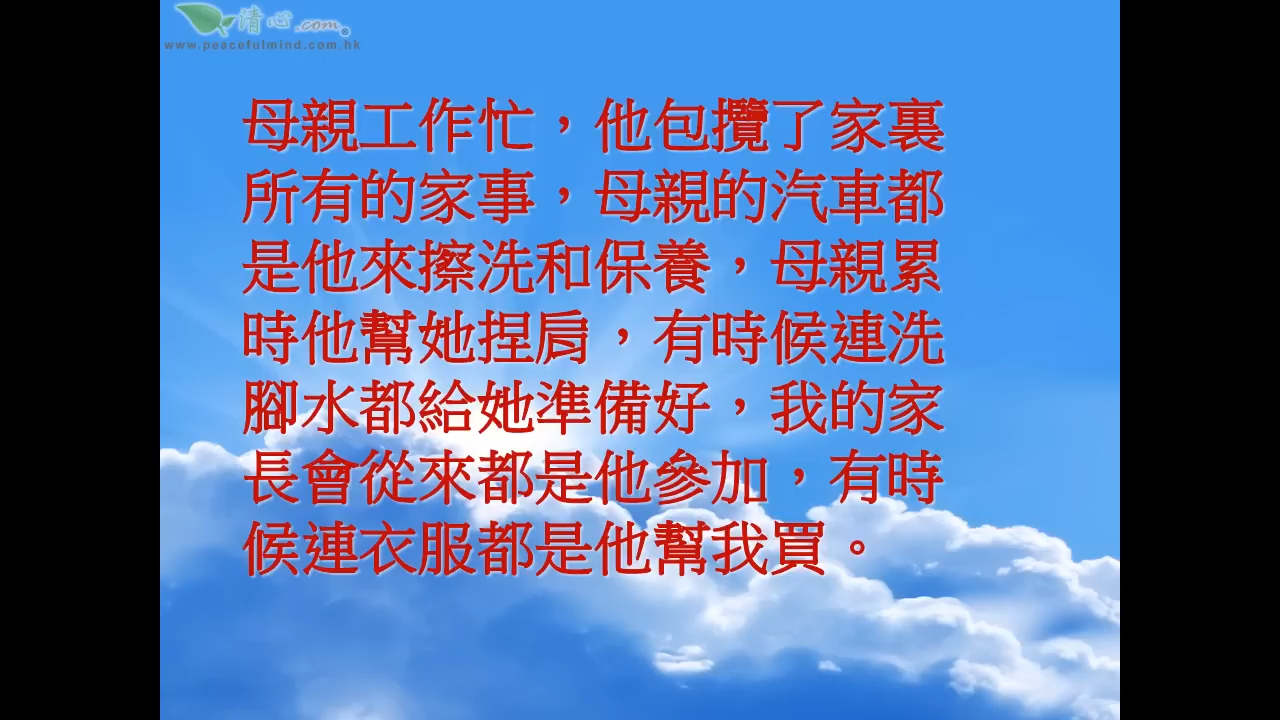 清心.com®
www.peacefulmind.com.hk
母親工作忙，他包攬了家裏
所有的家事，母親的汽車都
是他來擦洗和保養，母親累
時他幫她捏肩，有時候連洗
腳水都給她準備好，我的家
長會從來都是他參加，有時
候連衣服都是他幫我買。